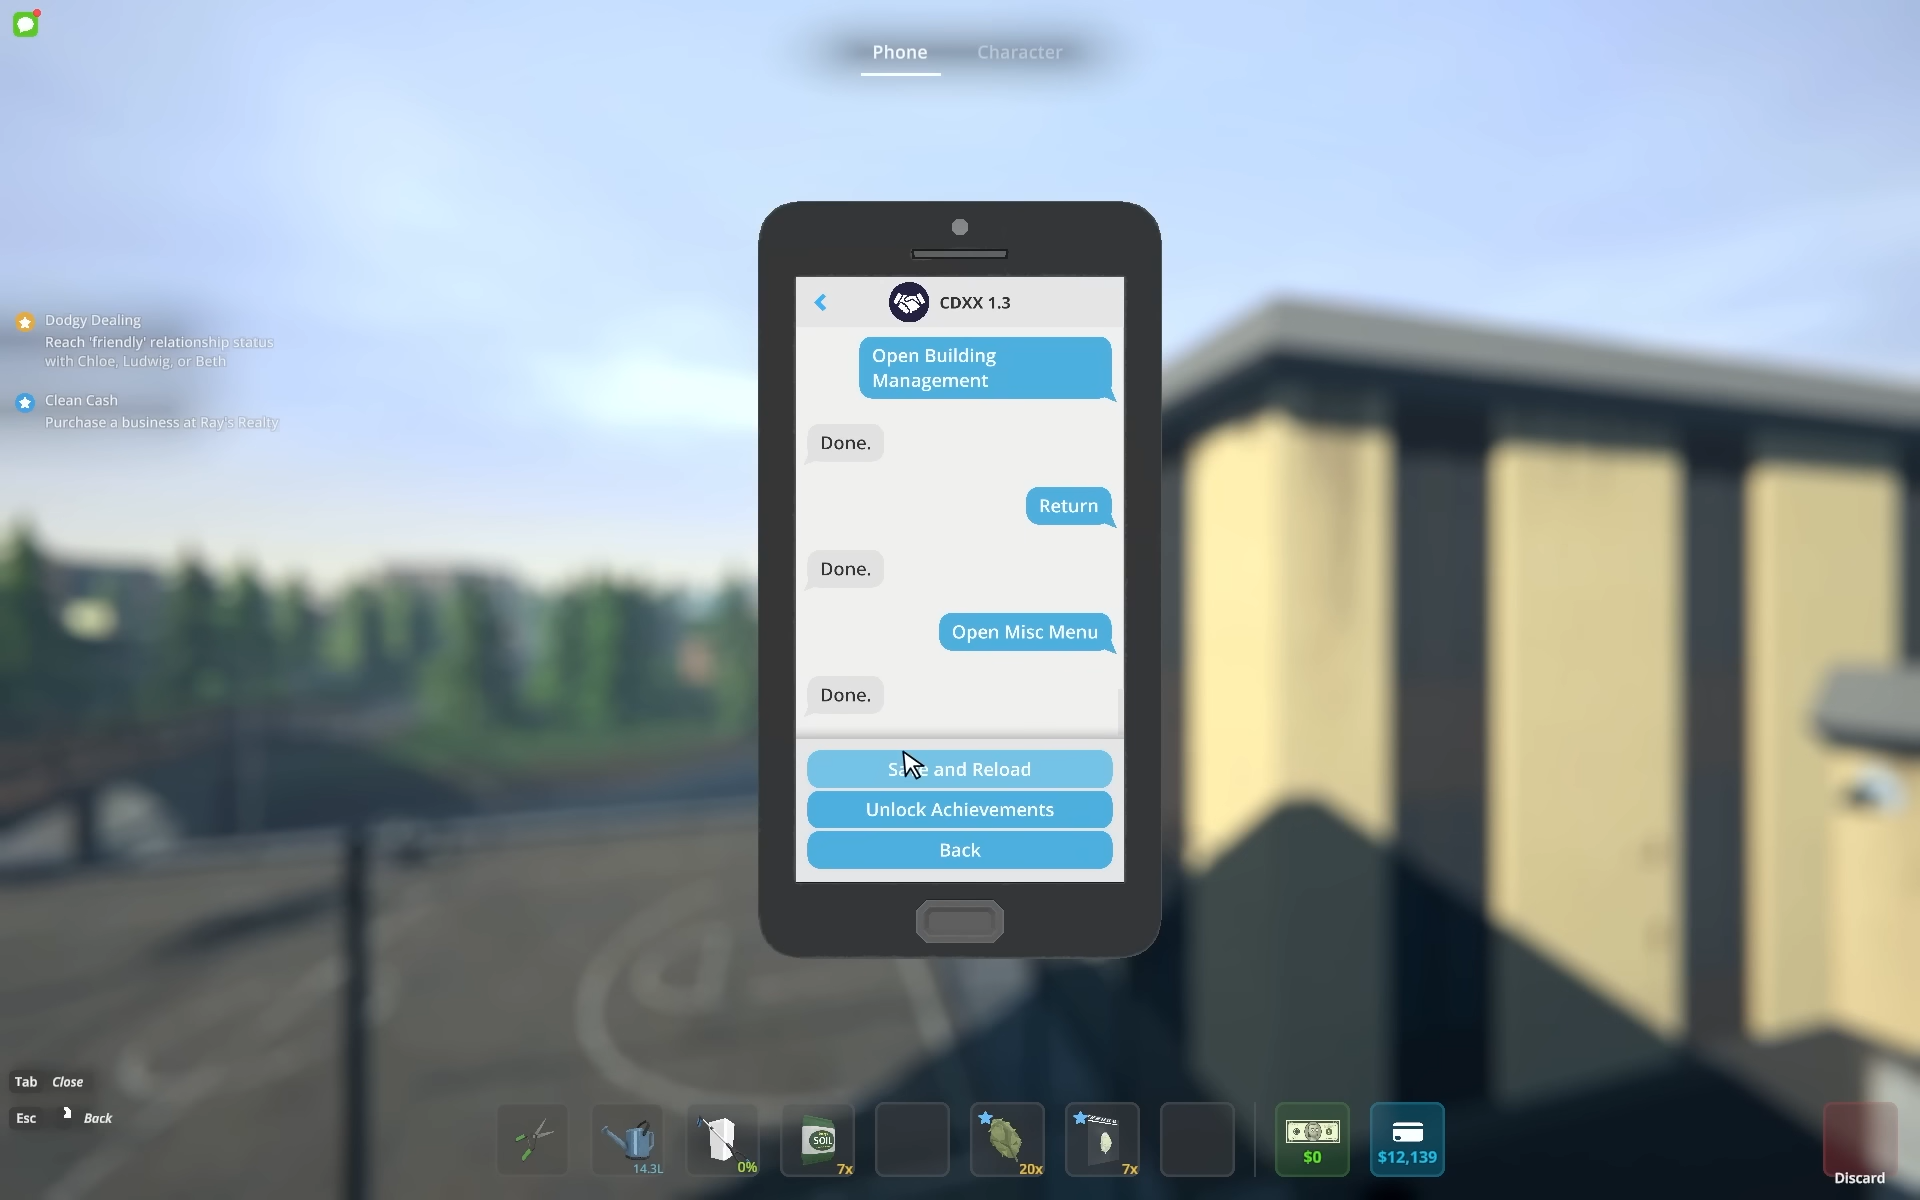 Phone
Character
Dodgy Dealing
Reach 'friendly' relationship status
with Chloe, Ludwig, or Beth
Clean Cash
Purchase a business at Ray's Realty
CDXX 1.3
Open Building
Management
Done.
Return
Done.
Open Misc Menu
Done.
Save and Reload
Unlock Achievements
Back
Tab Close
Esc Back
14.3L
0%
SOIL
7x
20x
7x
$0
$12,139
Discard